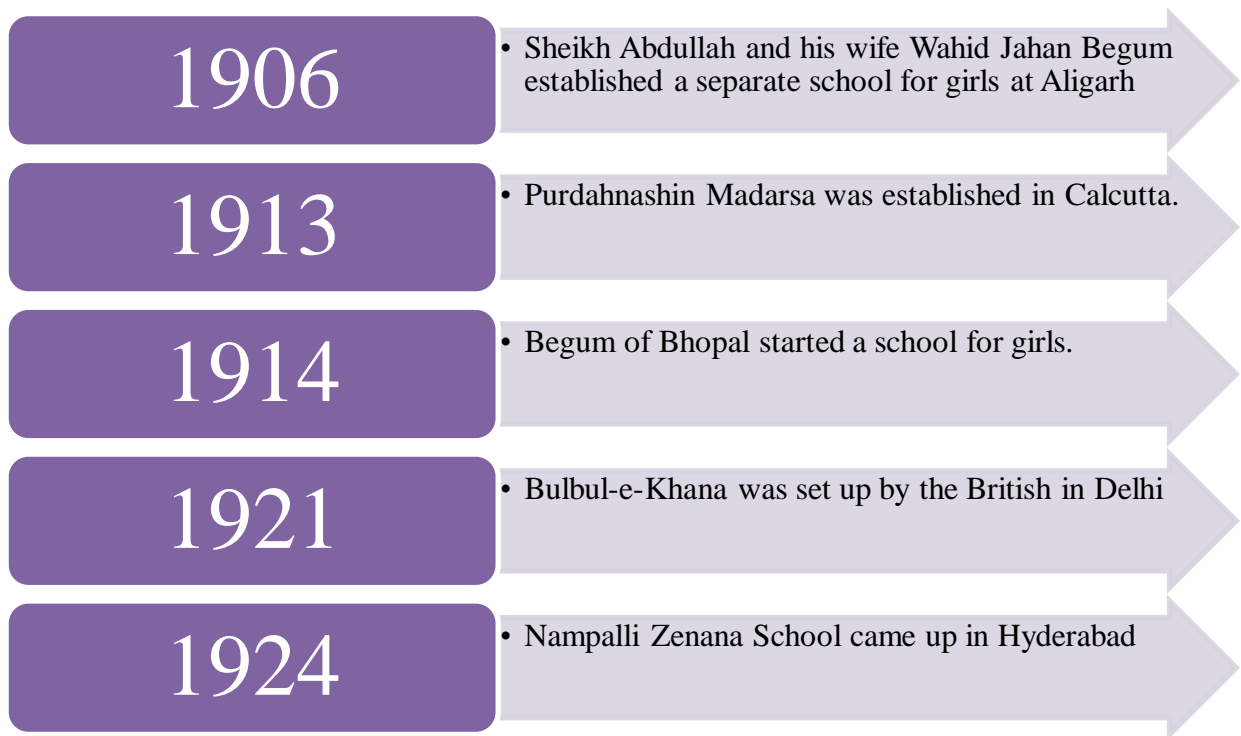 1906
• Sheikh Abdullah and his wife Wahid Jahan Begum
established a separate school for girls at Aligarh
1913
• Purdahnashin Madarsa was established in Calcutta.
1914
• Begum of Bhopal started a school for girls.
1921
• Bulbul-e-Khana was set up by the British in Delhi
1924
• Nampalli Zenana School came up in Hyderabad